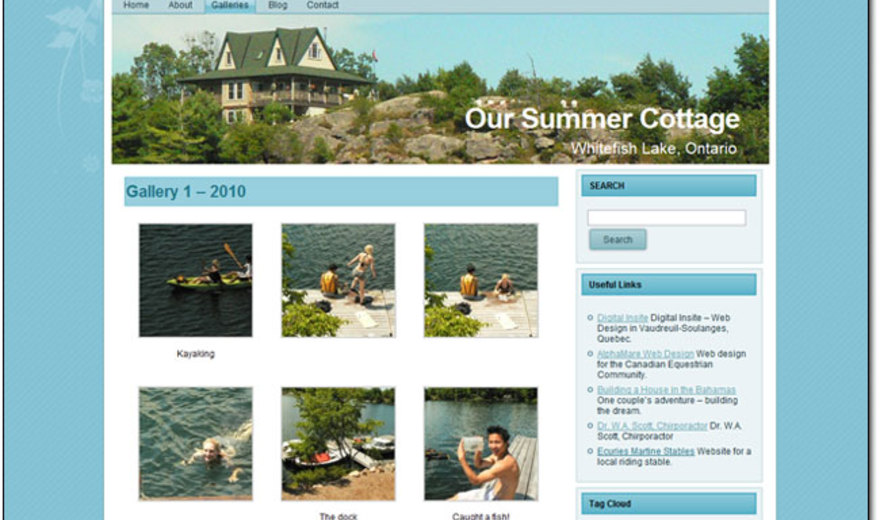 Home About Galleries Blog Contact
Our Summer Cottage
Whitefish Lake, Ontario
Gallery 1 – 2010
Kayaking
The dock
Caught a fish!
SEARCH
Search
Useful Links
Digital Insite Digital Insite – Web
Design in Vaudreuil-Soulanges,
Quebec.
AlphaMare Web Design Web design
for the Canadian Equestrian
Community.
Building a House in the Bahamas
One couple's adventure – building
the dream.
Dr. W.A. Scott, Chirporactor Dr. W.A.
Scott, Chirporactor
Ecuries Martine Stables Website for a
local riding stable.
Tag Cloud